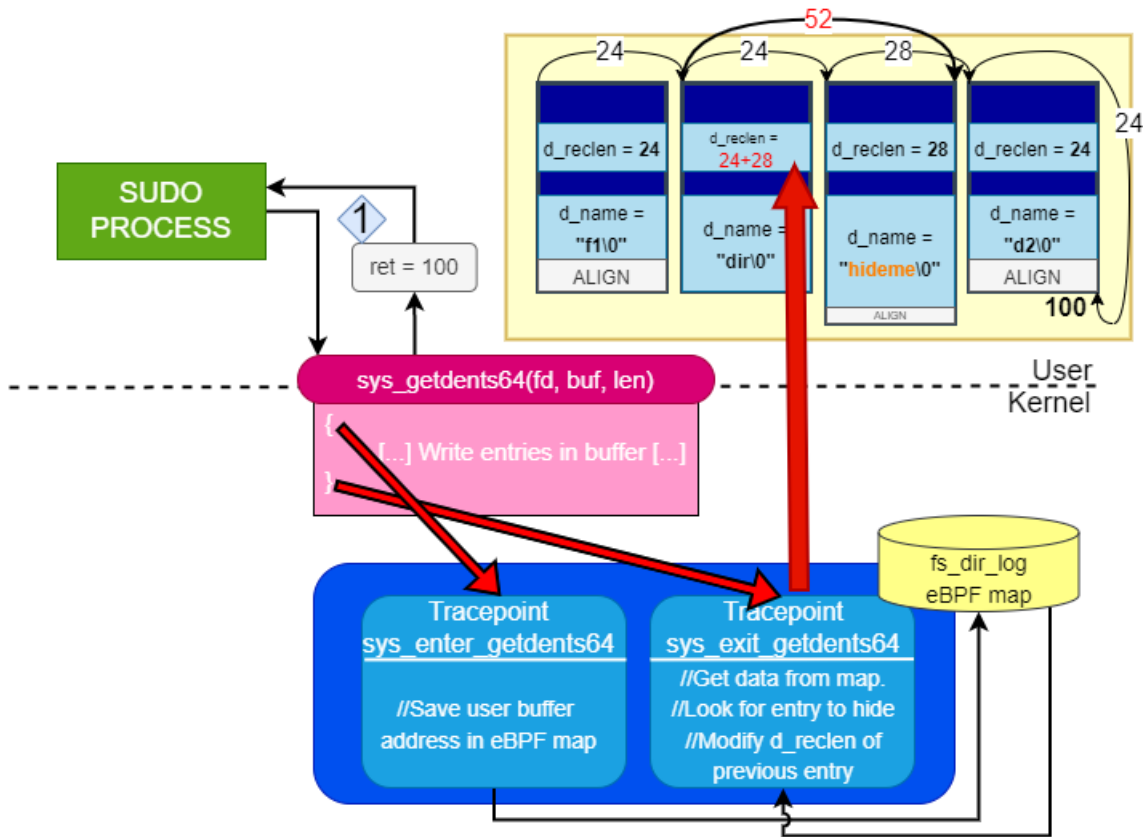 52
24
24
28
24
d_reclen = 24
d_reclen =
24+28
d_reclen = 28
d_reclen = 24
d_name =
"f1\0"
ALIGN
d_name =
"dir\0"
d_name =
"hideme\0"
ALIGN
d_name =
"d2\0"
ALIGN
100
SUDO
PROCESS
1
ret = 100
sys_getdents64(fd, buf, len)
User
Kernel
{
[...] Write entries in buffer [...]
}
fs_dir_log
eBPF map
Tracepoint
sys_enter_getdents64
//Save user buffer
address in eBPF map
Tracepoint
sys_exit_getdents64
//Get data from map.
//Look for entry to hide
//Modify d_reclen of
previous entry